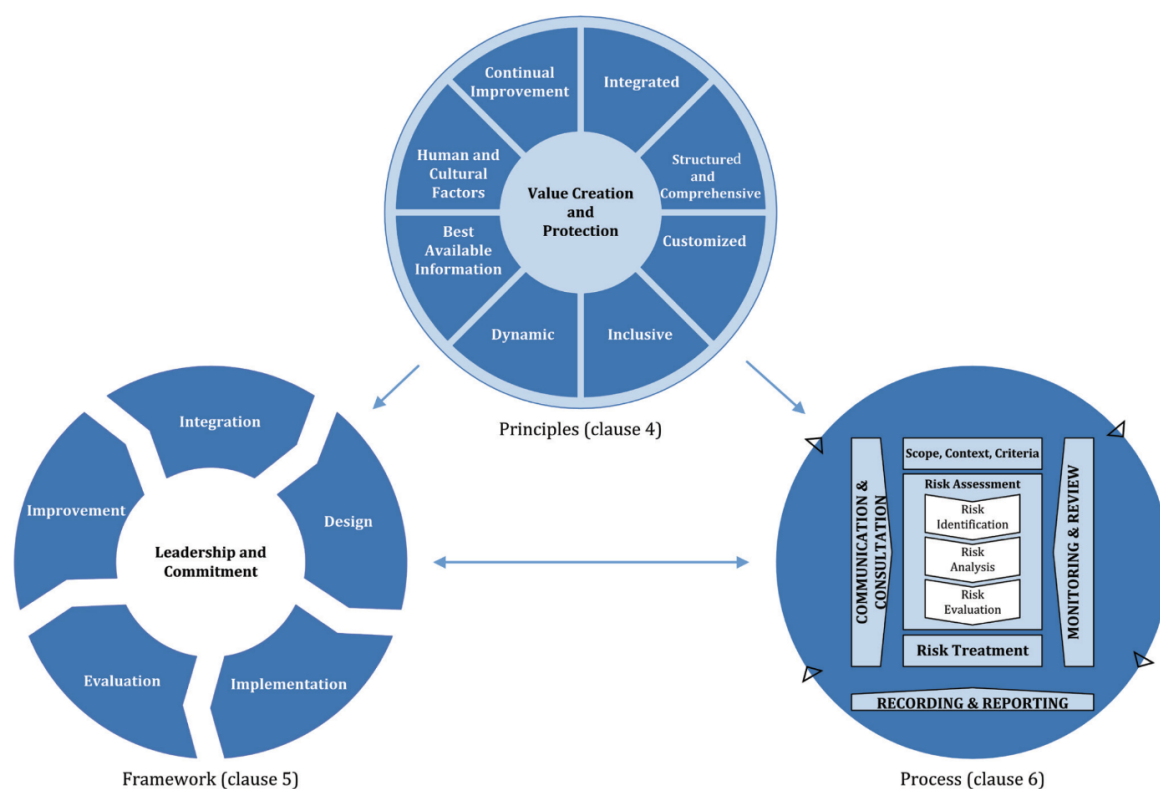 Continual
Improvement
Integrated
Human and
Cultural
Factors
Structured
and
Comprehensive
Value Creation
and
Protection
Best
Available
Information
Customized
Dynamic
Inclusive
Principles (clause 4)
Integration
Improvement
Design
Leadership and
Commitment
Evaluation
Implementation
Framework (clause 5)
Scope, Context, Criteria
Risk Assessment
Risk
Identification
Risk
Analysis
Risk
Evaluation
COMMUNICATION &
CONSULTATION
MONITORING & REVIEW
Risk Treatment
RECORDING & REPORTING
Process (clause 6)